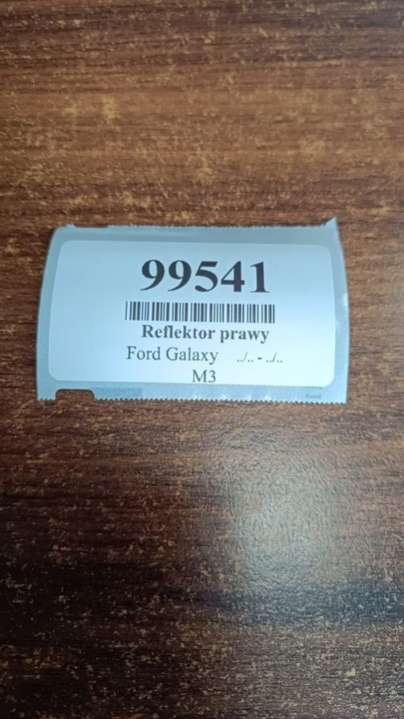 99541
Reflektor prawy
Ford Galaxy ../.. - ../..
M3